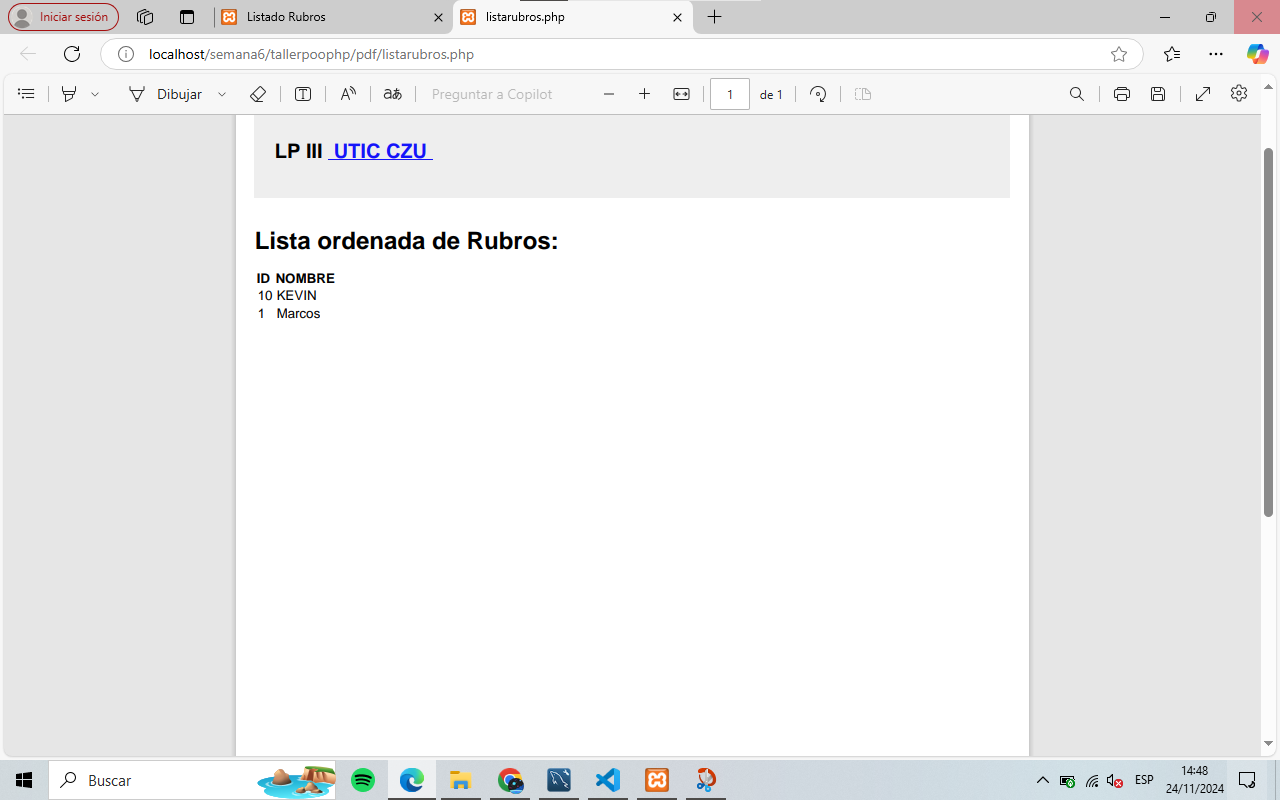 Iniciar sesión
Listado Rubros
listarubros.php
localhost/semana6/tallerpoophp/pdf/listarubros.php
Dibujar
Preguntar a Copilot
1
de 1
LP III UTIC CZU
Lista ordenada de Rubros:
ID NOMBRE
10 KEVIN
1 Marcos
Buscar
ESP
14:48
24/11/2024